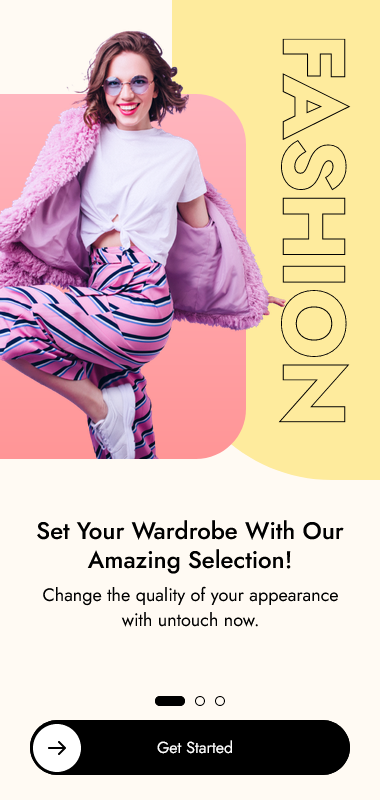 FASHION
Set Your Wardrobe With Our
Amazing Selection!
Change the quality of your appearance
with untouch now.
Get Started